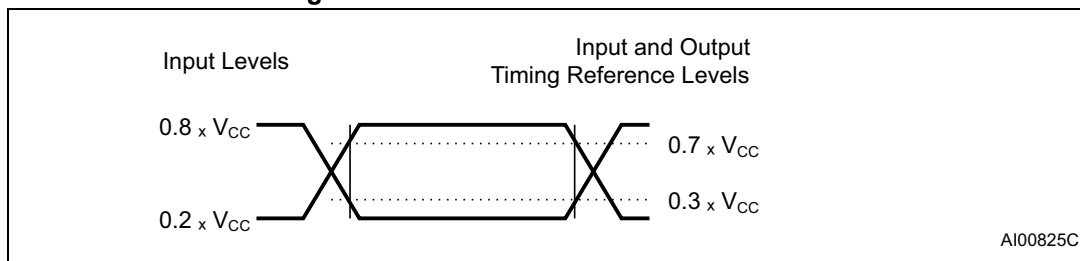 Input Levels
Input and Output
Timing Reference Levels
0.8 x VCC
0.7 x VCC
0.3 x VCC
0.2 x VCC
AI00825C